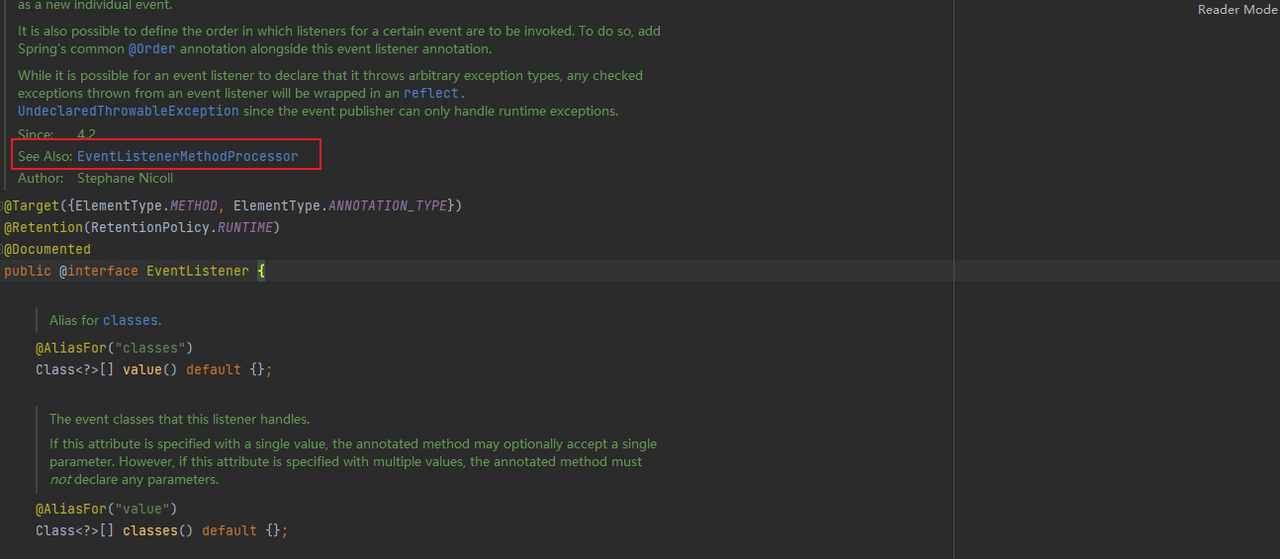 Reader Mode
as a new individual event.
It is also possible to define the order in which listeners for a certain event are to be invoked. To do so, add
Spring's common @Order annotation alongside this event listener annotation.
While it is possible for an event listener to declare that it throws arbitrary exception types, any checked
exceptions thrown from an event listener will be wrapped in an reflect.
UndeclaredThrowableException since the event publisher can only handle runtime exceptions.
Since: 4.2
See Also: EventListenerMethodProcessor
Author: Stephane Nicoll
@Target({ElementType.METHOD, ElementType.ANNOTATION_TYPE})
@Retention(RetentionPolicy.RUNTIME)
@Documented
public @interface EventListener {
Alias for classes.
@AliasFor("classes")
Class<?>[] value() default {};
The event classes that this listener handles.
If this attribute is specified with a single value, the annotated method may optionally accept a single
parameter. However, if this attribute is specified with multiple values, the annotated method must
not declare any parameters.
@AliasFor("value")
Class<?>[] classes() default {};